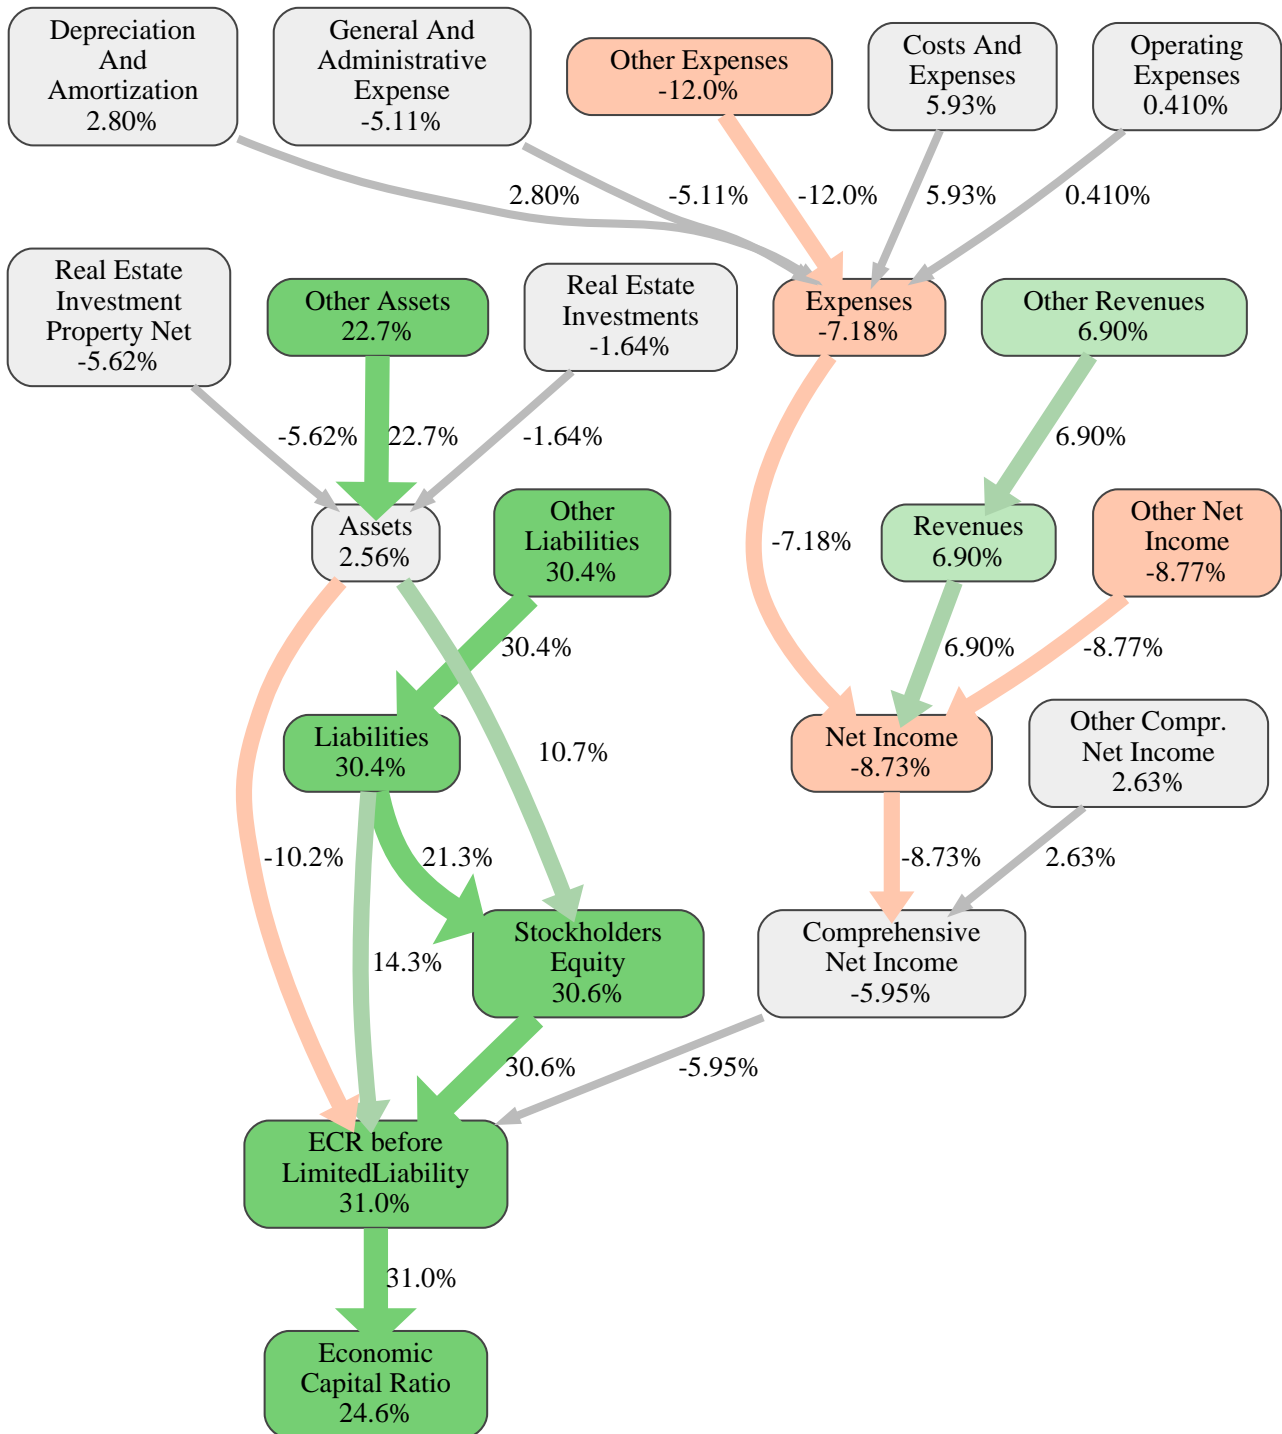 Depreciation
And
Amortization
2.80%
General And
Administrative
Expense
-5.11%
Other Expenses
-12.0%
Costs And
Expenses
5.93%
Operating
Expenses
0.410%
2.80%
-5.11%
-12.0%
5.93%
0.410%
Real Estate
Investment
Property Net
-5.62%
Other Assets
22.7%
Real Estate
Investments
-1.64%
Expenses
-7.18%
Other Revenues
6.90%
-5.62%
22.7%
-1.64%
6.90%
Assets
2.56%
Other
Liabilities
30.4%
-7.18%
Revenues
6.90%
Other Net
Income
-8.77%
30.4%
6.90%
-8.77%
Liabilities
30.4%
10.7%
Net Income
-8.73%
Other Compr.
Net Income
2.63%
-10.2%
21.3%
-8.73%
2.63%
14.3%
Stockholders
Equity
30.6%
Comprehensive
Net Income
-5.95%
30.6%
-5.95%
ECR before
LimitedLiability
31.0%
31.0%
Economic
Capital Ratio
24.6%